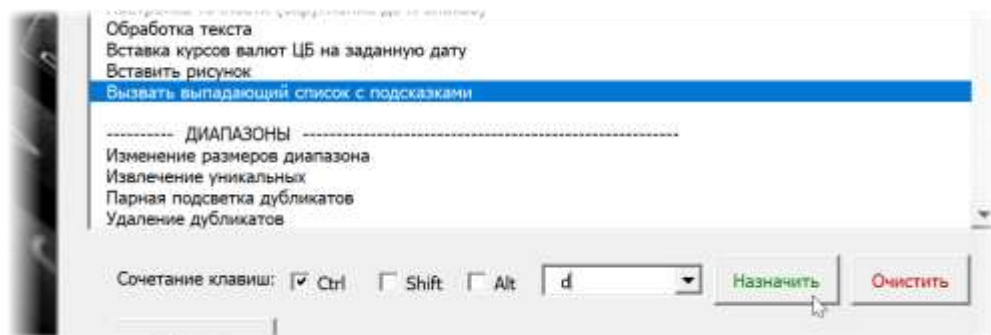 Обработка текста
Вставка курсов валют ЦБ на заданную дату
Вставить рисунок
Вызвать выпадающий список с подсказками
---------- ДИАПАЗОНЫ --------------------------------------------------------
Изменение размеров диапазона
Извлечение уникальных
Парная подсветка дубликатов
Удаление дубликатов
Сочетание клавиш: Ctrl Shift Alt d Назначить Очистить